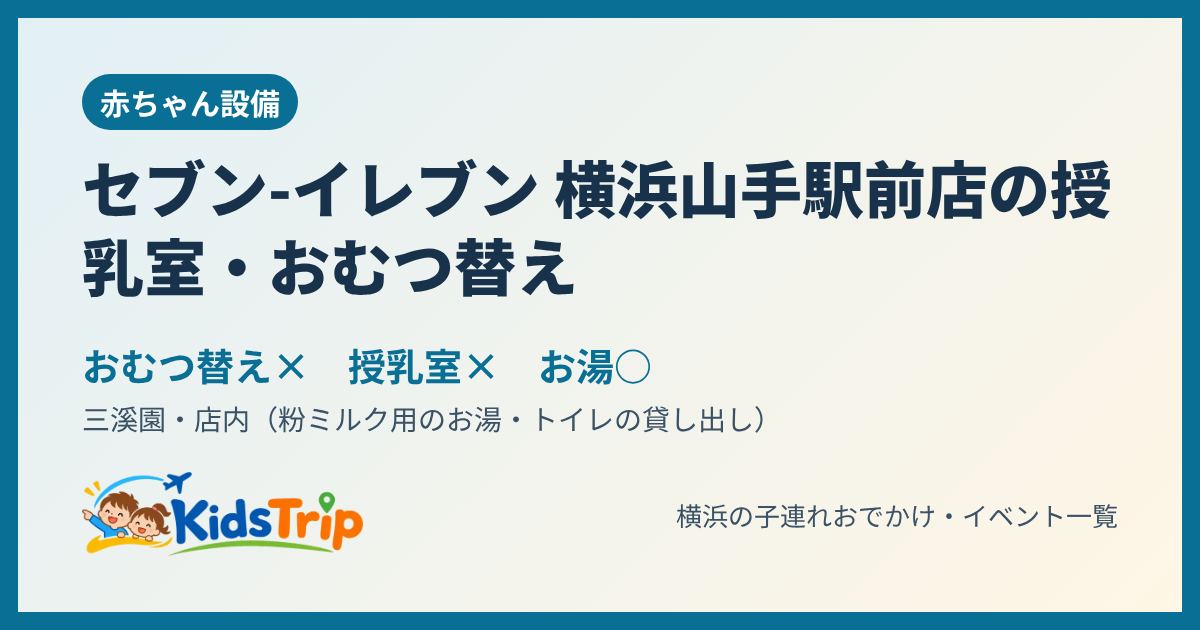 赤ちゃん設備
セブン-イレブン 横浜山手駅前店の授
乳室・おむつ替え
おむつ替え×　授乳室×　お湯○
三溪園・店内（粉ミルク用のお湯・トイレの貸し出し）
KidsTrip
横浜の子連れおでかけ・イベント一覧